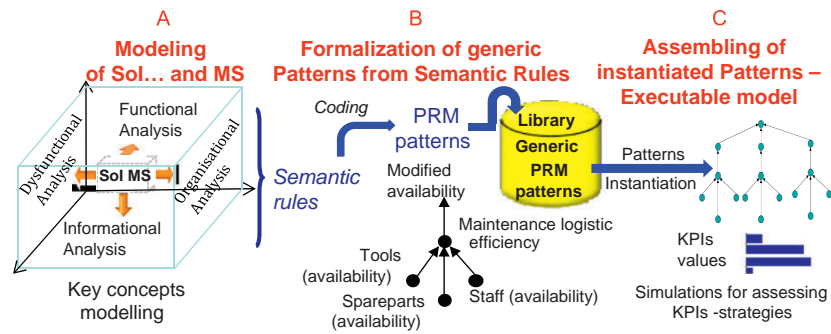 A
Modeling
of SoI... and MS
Functional
Analysis
Dysfunctional
Analysis
SoI MS
Organisational
Analysis
Informational
Analysis
Key concepts
modelling
Semantic
rules
B
Formalization of generic
Patterns from Semantic Rules
Coding
PRM
patterns
Library
Generic
PRM
patterns
Modified
availability
Maintenance logistic
efficiency
Tools
(availability)
Spareparts
(availability)
Staff (availability)
C
Assembling of
instantiated Patterns –
Executable model
Patterns
Instantiation
KPIs
values
Simulations for assessing
KPIs -strategies